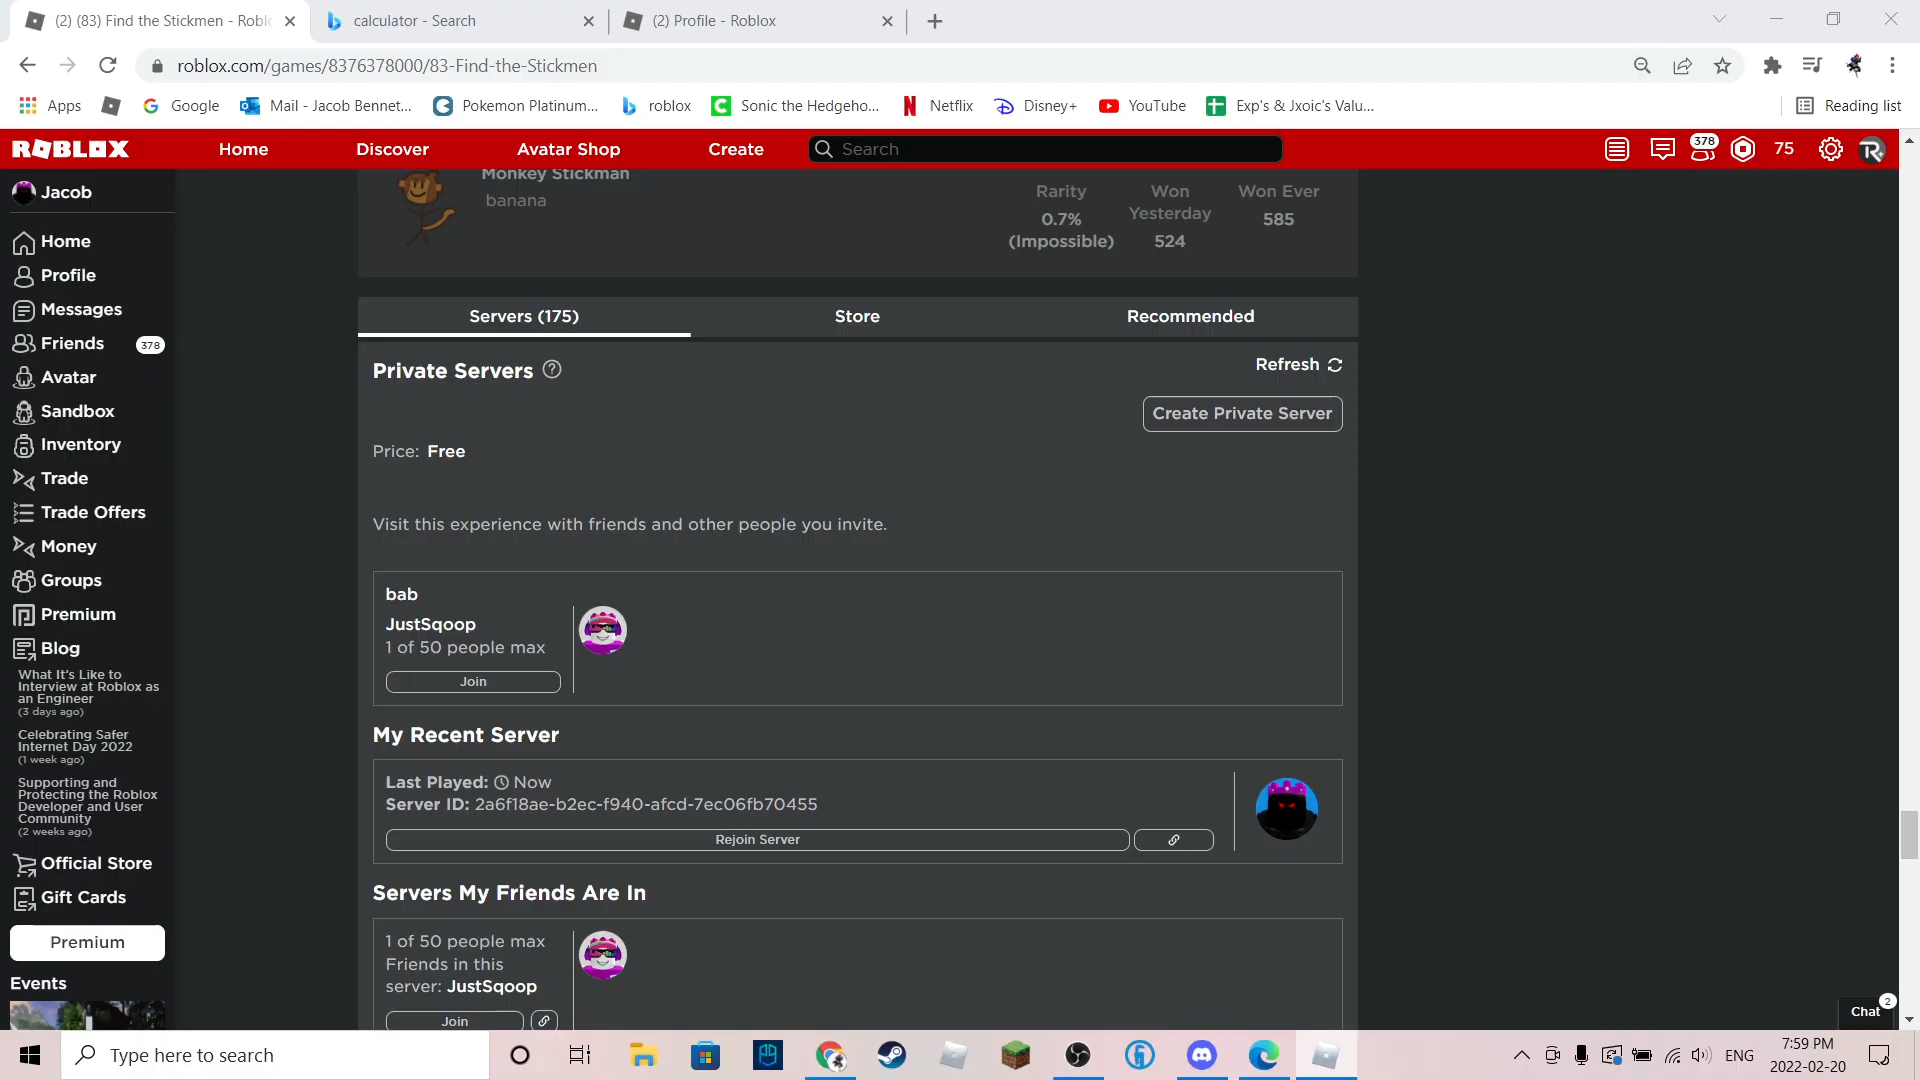 (2) (83) Find the Stickmen - Robl
calculator - Search
(2) Profile - Roblox
roblox.com/games/8376378000/83-Find-the-Stickmen
Apps
Google
Mail - Jacob Bennet...
Pokemon Platinum...
roblox
Sonic the Hedgeho...
Netflix
Disney+
YouTube
Exp's & Jxoic's Valu...
Reading list
ROBLOX
Home
Discover
Avatar Shop
Create
Search
378
75
Jacob
Home
Profile
Messages
Friends
378
Avatar
Sandbox
Inventory
Trade
Trade Offers
Money
Groups
Premium
Blog
What It's Like to
Interview at Roblox as
an Engineer
(3 days ago)
Celebrating Safer
Internet Day 2022
(1 week ago)
Supporting and
Protecting the Roblox
Developer and User
Community
(2 weeks ago)
Official Store
Gift Cards
Premium
Events
Monkey Stickman
banana
Rarity
0.7%
(Impossible)
Won
Yesterday
524
Won Ever
585
Servers (175)
Store
Recommended
Private Servers
Refresh
Create Private Server
Price: Free
Visit this experience with friends and other people you invite.
bab
JustSqoop
1 of 50 people max
Join
My Recent Server
Last Played: Now
Server ID: 2a6f18ae-b2ec-f940-afcd-7ec06fb70455
Rejoin Server
Servers My Friends Are In
1 of 50 people max
Friends in this
server: JustSqoop
Join
Chat
2
Type here to search
ENG
7:59 PM
2022-02-20